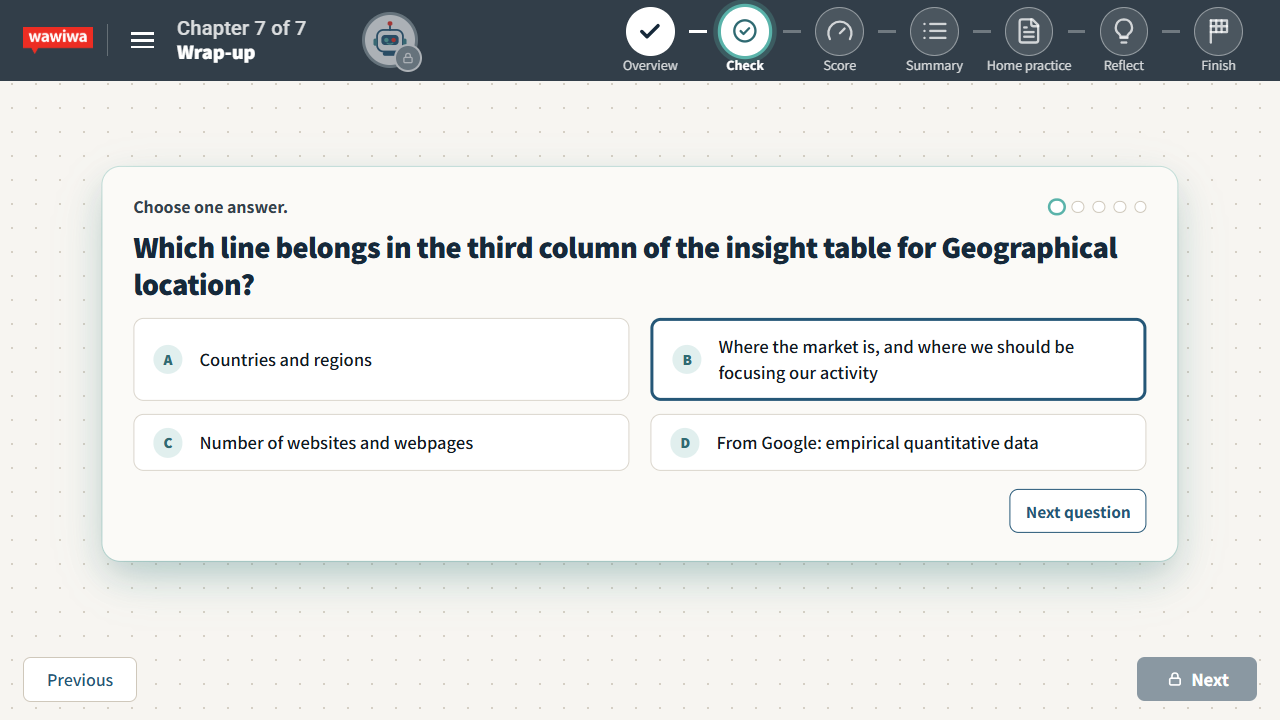 wawiwa
Chapter 7 of 7
Wrap-up
Overview
Check
Score
Summary
Home practice
Reflect
Finish
Choose one answer.
Which line belongs in the third column of the insight table for Geographical
location?
A
Countries and regions
B
Where the market is, and where we should be
focusing our activity
C
Number of websites and webpages
D
From Google: empirical quantitative data
Next question
Previous
Next